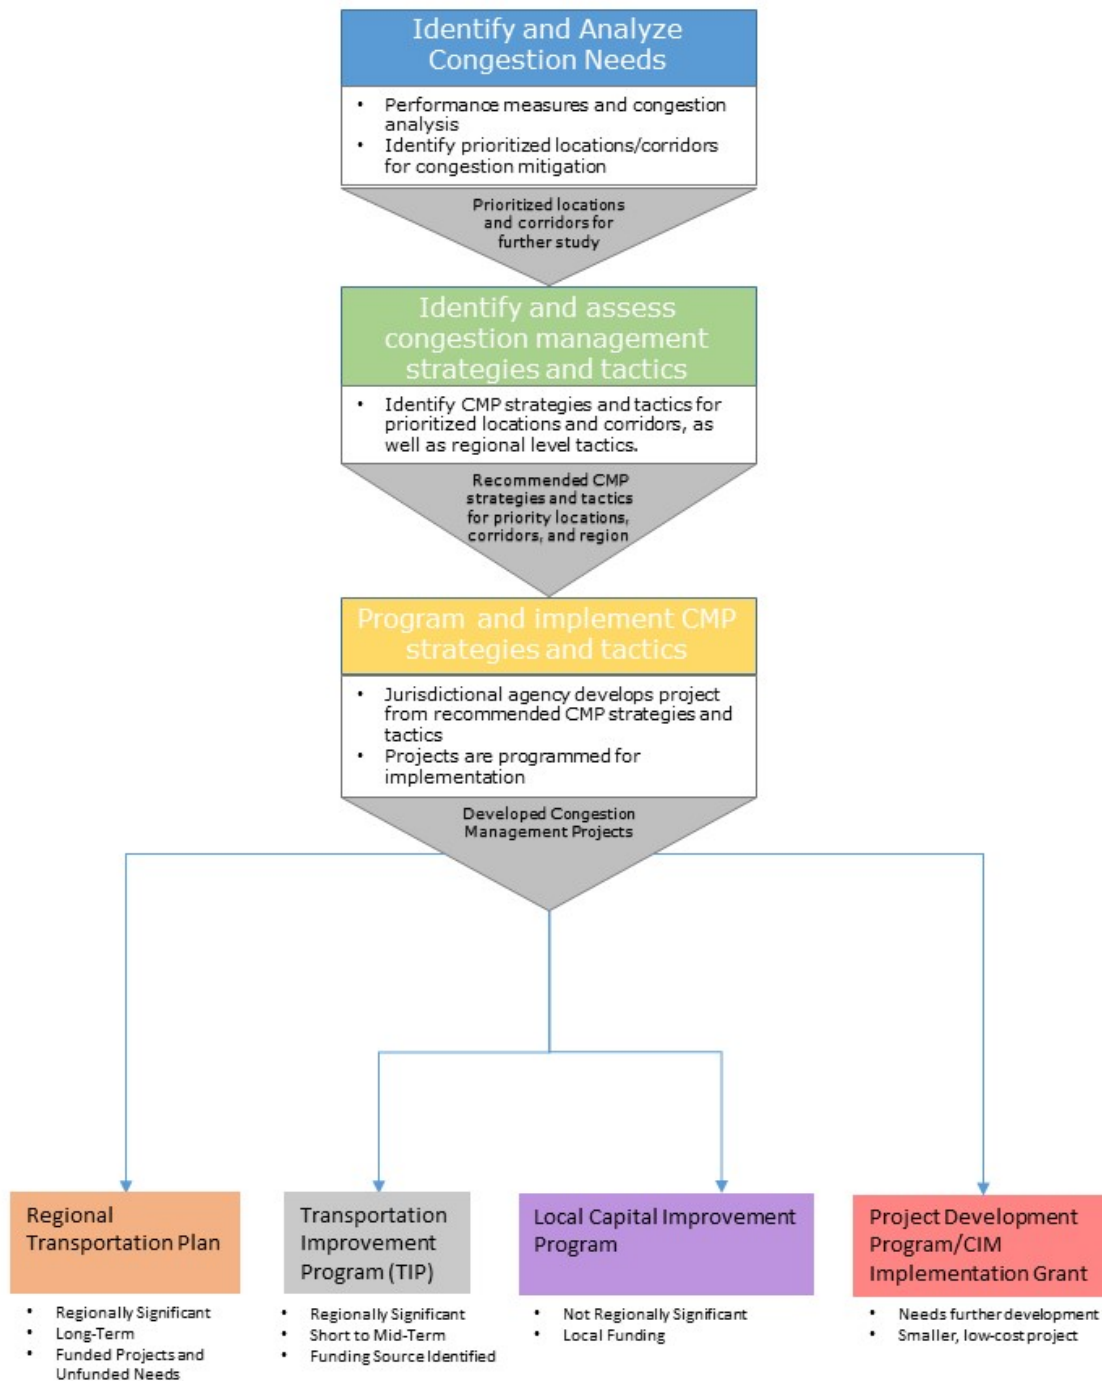 Identify and Analyze
Congestion Needs
• Performance measures and congestion
analysis
• Identify prioritized locations/corridors
for congestion mitigation
Prioritized locations
and corridors for
further study
Identify and assess
congestion management
strategies and tactics
• Identify CMP strategies and tactics for
prioritized locations and corridors, as
well as regional level tactics.
Recommended CMP
strategies and tactics
for priority locations,
corridors, and region
Program and implement CMP
strategies and tactics
• Jurisdictional agency develops project
from recommended CMP strategies and
tactics
• Projects are programmed for
implementation
Developed Congestion
Management Projects
Regional
Transportation Plan
• Regionally Significant
• Long-Term
• Funded Projects and
Unfunded Needs
Transportation
Improvement
Program (TIP)
• Regionally Significant
• Short to Mid-Term
• Funding Source Identified
Local Capital Improvement
Program
• Not Regionally Significant
• Local Funding
Project Development
Program/CIM
Implementation Grant
• Needs further development
• Smaller, low-cost project